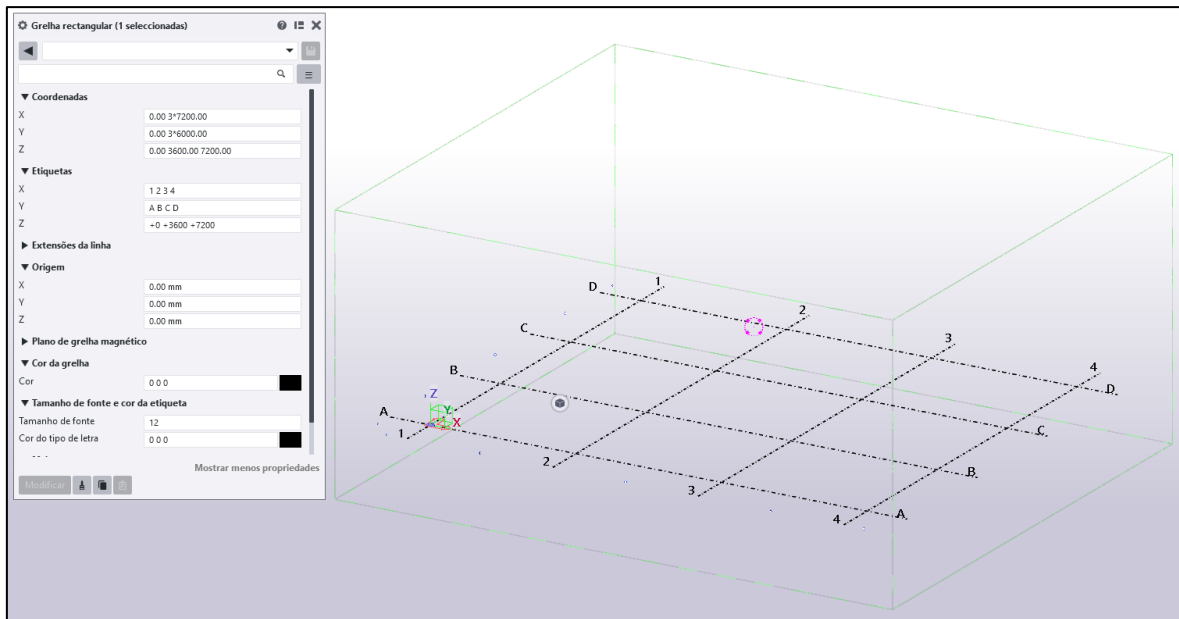 Grelha rectangular (1 seleccionadas)
Coordenadas
X 0.00 3*7200.00
Y 0.00 3*6000.00
Z 0.00 3600.00 7200.00
Etiquetas
X 1 2 3 4
Y A B C D
Z +0 +3600 +7200
Extensões da linha
Origem
X 0.00 mm
Y 0.00 mm
Z 0.00 mm
Plano de grelha magnético
Cor da grelha
Cor 0 0 0
Tamanho de fonte e cor da etiqueta
Tamanho de fonte 12
Cor do tipo de letra 0 0 0
Mostrar menos propriedades
Modificar
1
D
2
C
3
B
4
Z
D
A
Y
X
C
1
2
B
3
A
4